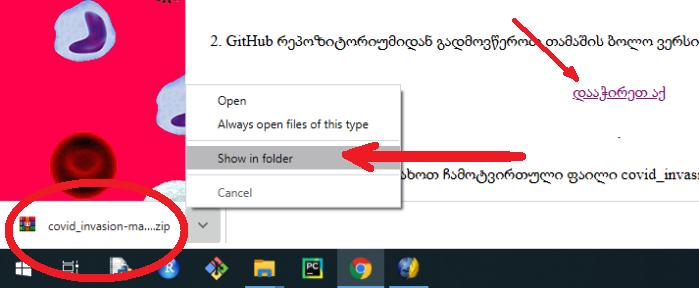 2. GitHub რეპოზიტორიუმიდან გადმოვწეროთ თამაშის ბოლო ვერსი
დააჭირეთ აქ
Open
Always open files of this type
Show in folder
Cancel
ახოთ ჩამოტვირთული ფაილი covid_invasi
covid_invasion-ma....zip
PC